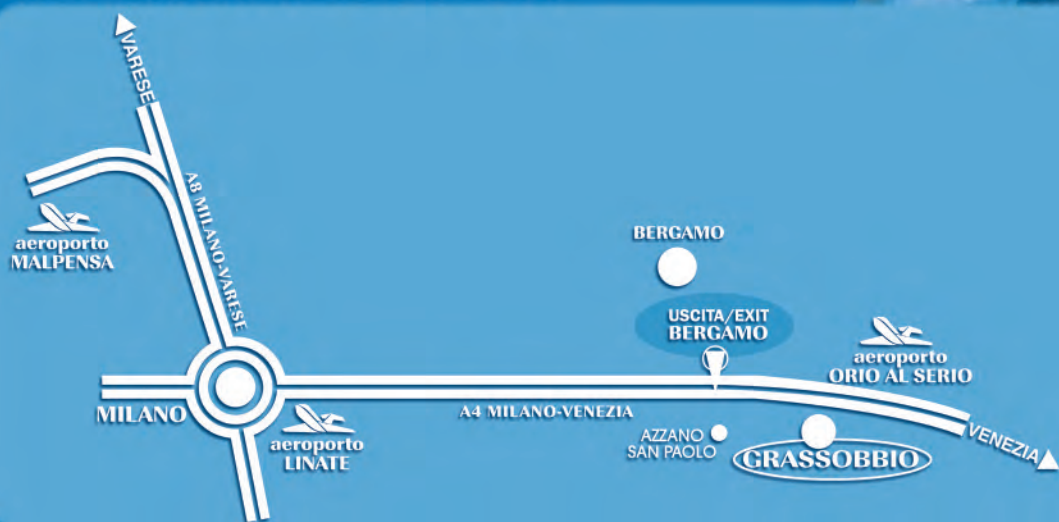 VARESE
A8 MILANO-VARESE
aeroporto
MALPENSA
BERGAMO
USCITA/EXIT
BERGAMO
aeroporto
ORIO AL SERIO
MILANO
A4 MILANO-VENEZIA
aeroporto
LINATE
AZZANO
SAN PAOLO
GRASSOBBIO
VENEZIA